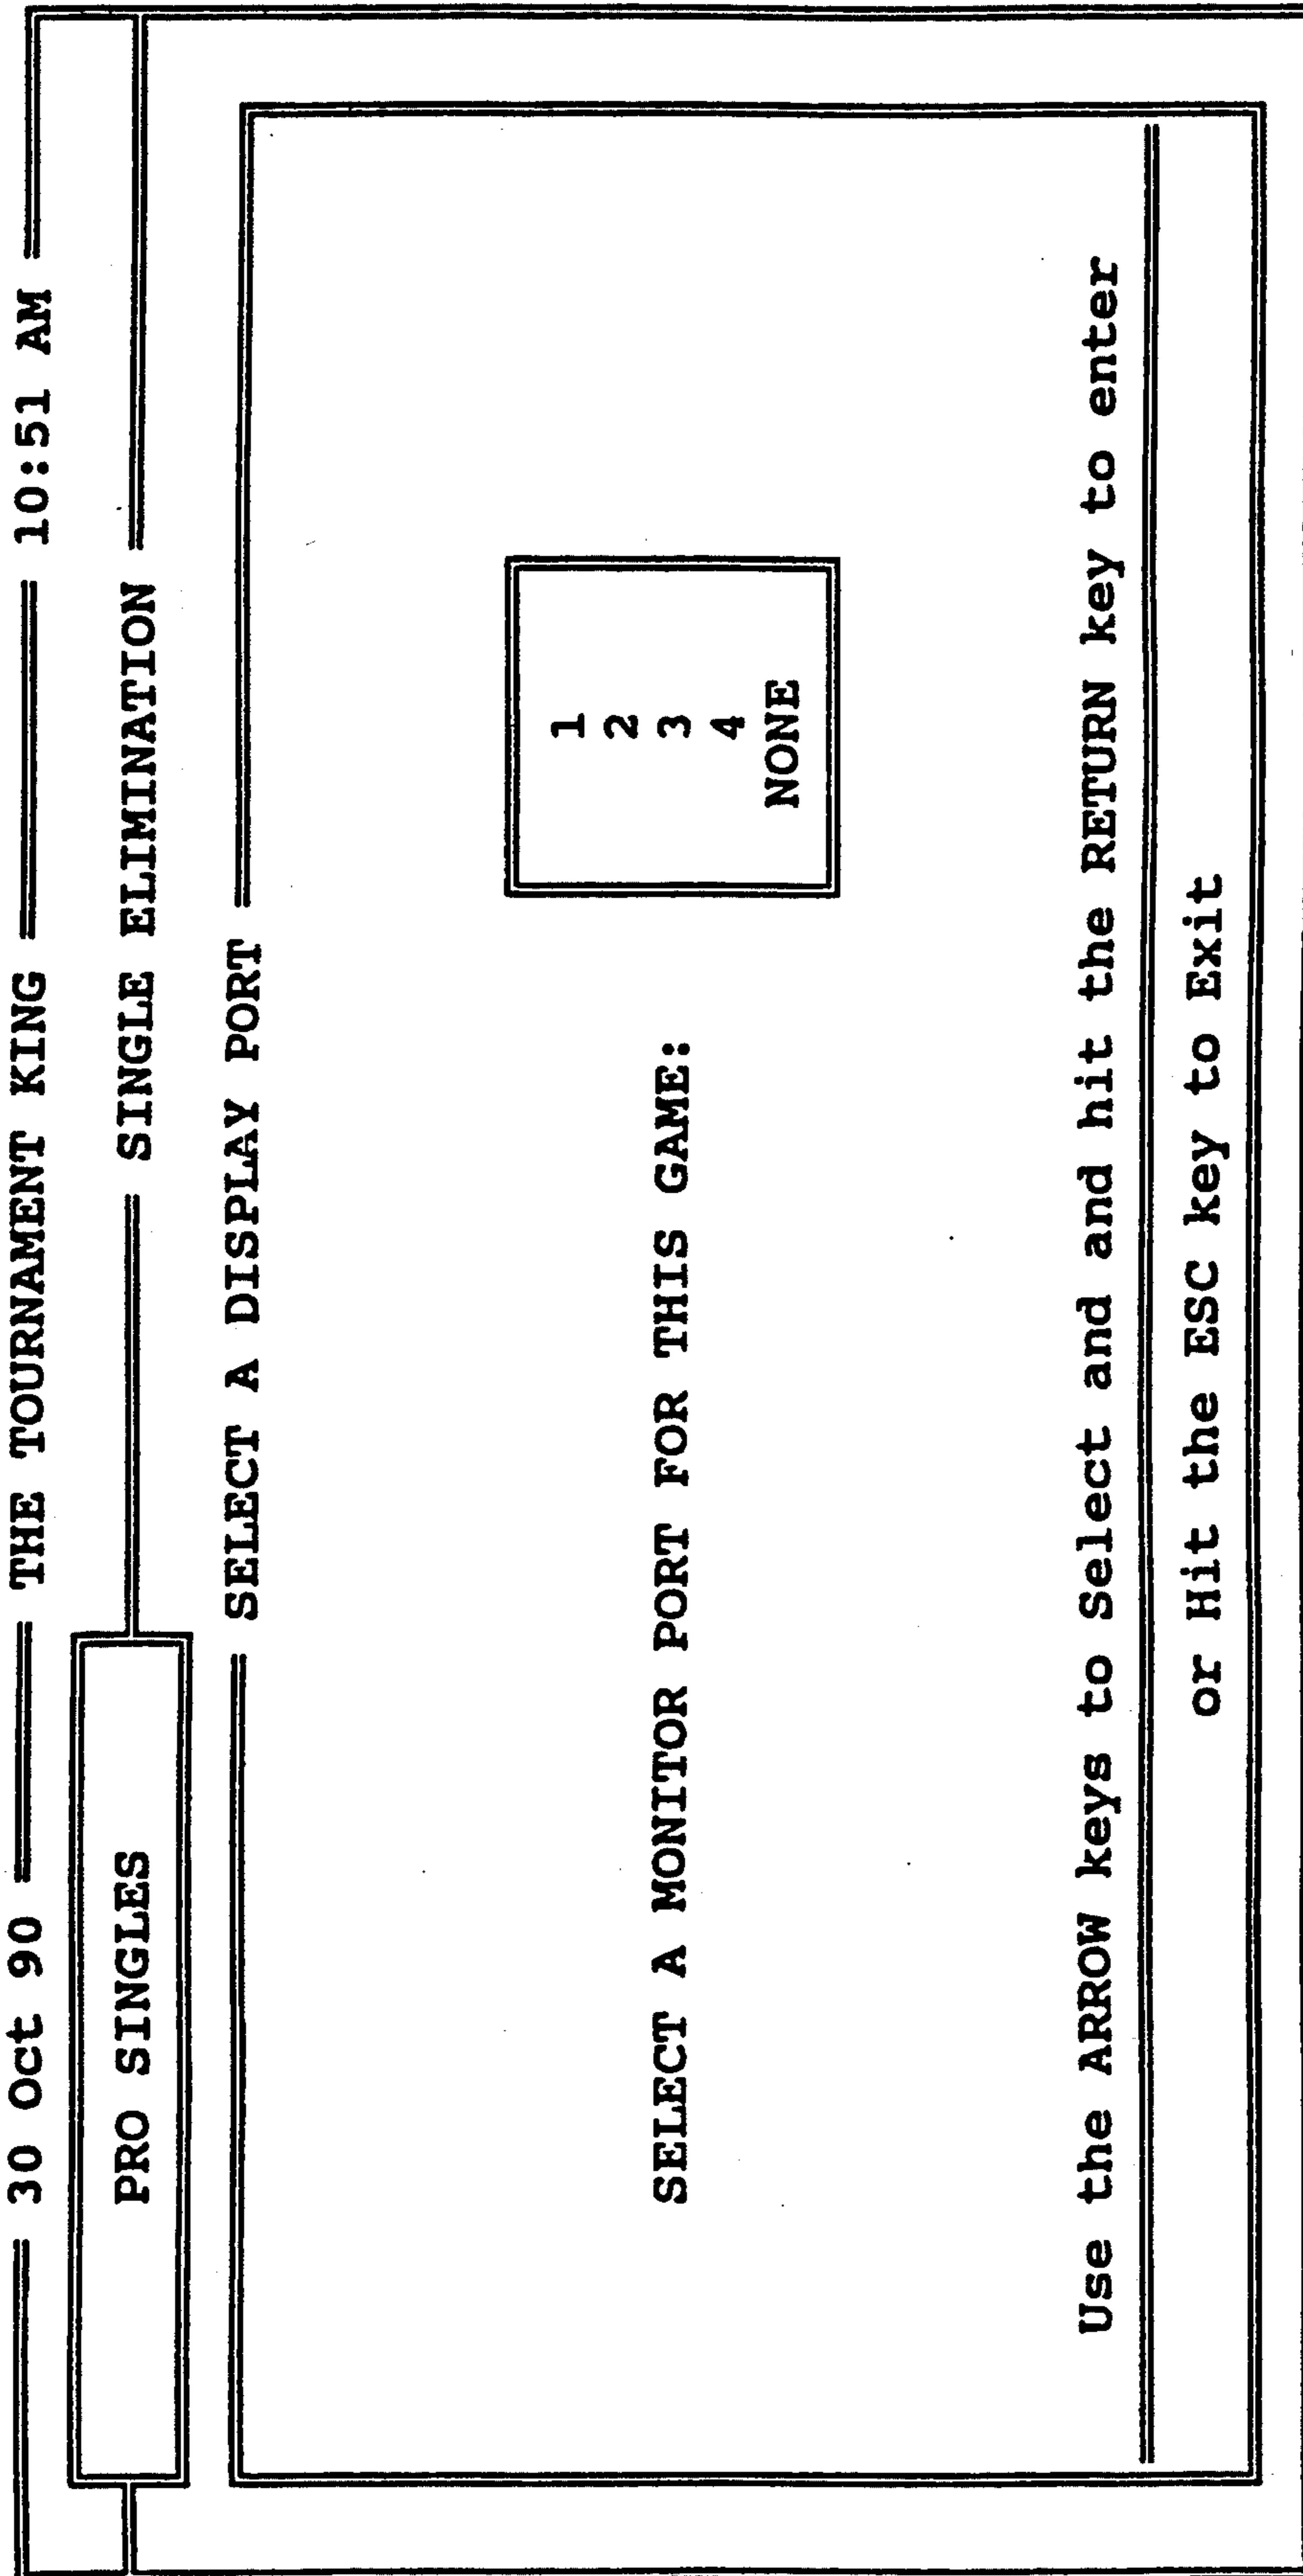 30 Oct 90 THE TOURNAMENT KING 10:51 AM
PRO SINGLES SINGLE ELIMINATION
SELECT A DISPLAY PORT
1
2
SELECT A MONITOR PORT FOR THIS GAME: 3
4
NONE
Use the ARROW keys to Select and and hit the RETURN key to enter
or Hit the ESC key to Exit